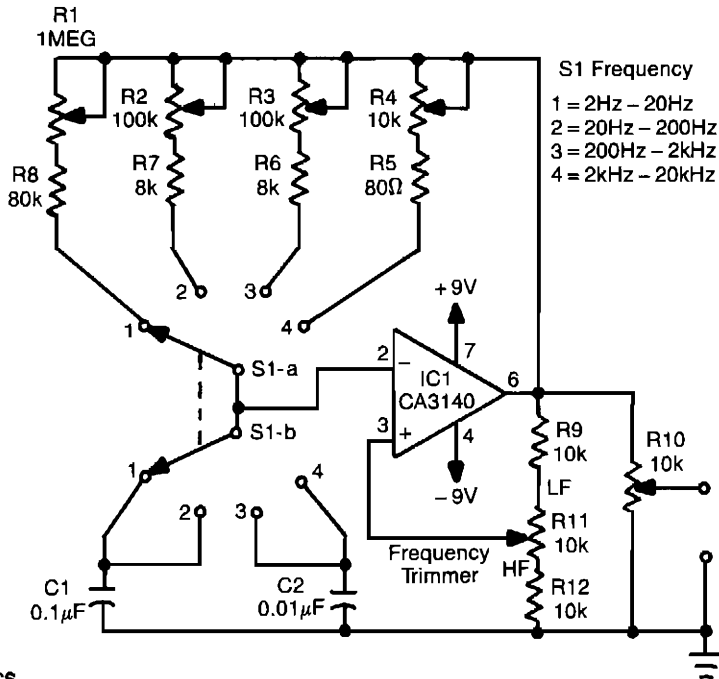 R1
1MEG
S1 Frequency
1 = 2Hz – 20Hz
2 = 20Hz – 200Hz
3 = 200Hz – 2kHz
4 = 2kHz – 20kHz
R2
100k
R3
100k
R4
10k
R8
80k
R7
8k
R6
8k
R5
80Ω
2
3
4
1
S1-a
S1-b
+9V
2
7
–
IC1
CA3140
6
3
+
4
–9V
R9
10k
R10
10k
LF
R11
10k
Frequency
Trimmer
HF
R12
10k
1
2
3
4
C1
0.1µF
C2
0.01µF